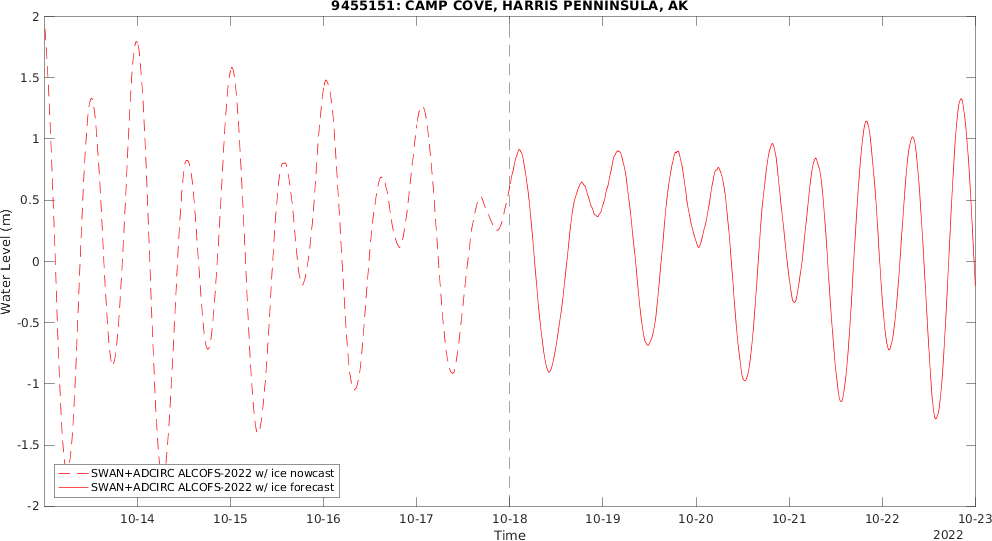 9455151: CAMP COVE, HARRIS PENNINSULA, AK
Water Level (m)
2
1.5
1
0.5
0
-0.5
-1
-1.5
-2
SWAN+ADCIRC ALCOFS-2022 w/ ice nowcast
SWAN+ADCIRC ALCOFS-2022 w/ ice forecast
10-14 10-15 10-16 10-17 10-18 10-19 10-20 10-21 10-22 10-23
Time
2022